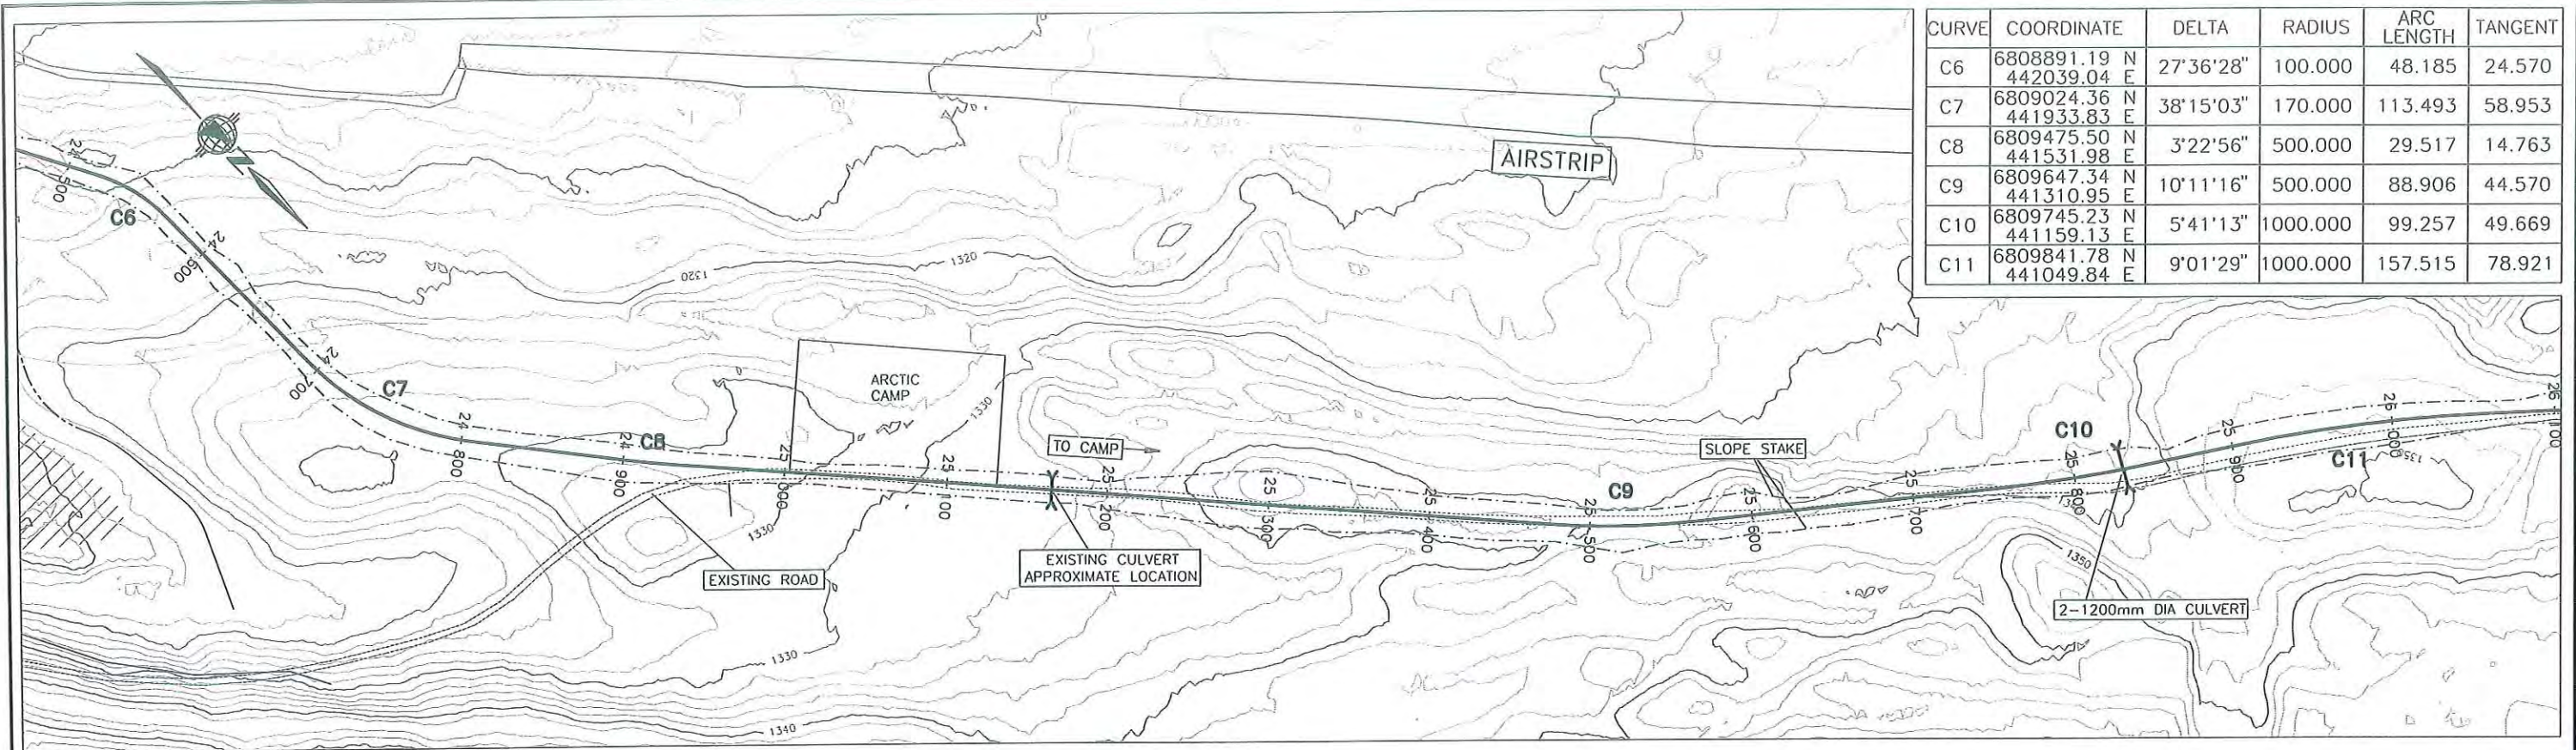 CURVE COORDINATE DELTA RADIUS ARC LENGTH TANGENT
C6 6808891.19 N 442039.04 E 27°36'28" 100.000 48.185 24.570
C7 6809024.36 N 441933.83 E 38°15'03" 170.000 113.493 58.953
C8 6809475.50 N 441531.98 E 3°22'56" 500.000 29.517 14.763
C9 6809647.34 N 441310.95 E 10°11'16" 500.000 88.906 44.570
C10 6809745.23 N 441159.13 E 5°41'13" 1000.000 99.257 49.669
C11 6809841.78 N 441049.84 E 9°01'29" 1000.000 157.515 78.921
AIRSTRIP
N
24 500
C6
24 600
1320
1320
24 700
C7
ARCTIC
CAMP
1330
24 800
24 900
C8
25 000
25 100
TO CAMP
25 200
25 300
25 400
25 500
C9
SLOPE STAKE
25 600
25 700
C10
25 800
25 900
C11
26 000
26 100
1330
EXISTING ROAD
EXISTING CULVERT
APPROXIMATE LOCATION
1350
2-1200mm DIA CULVERT
1330
1340